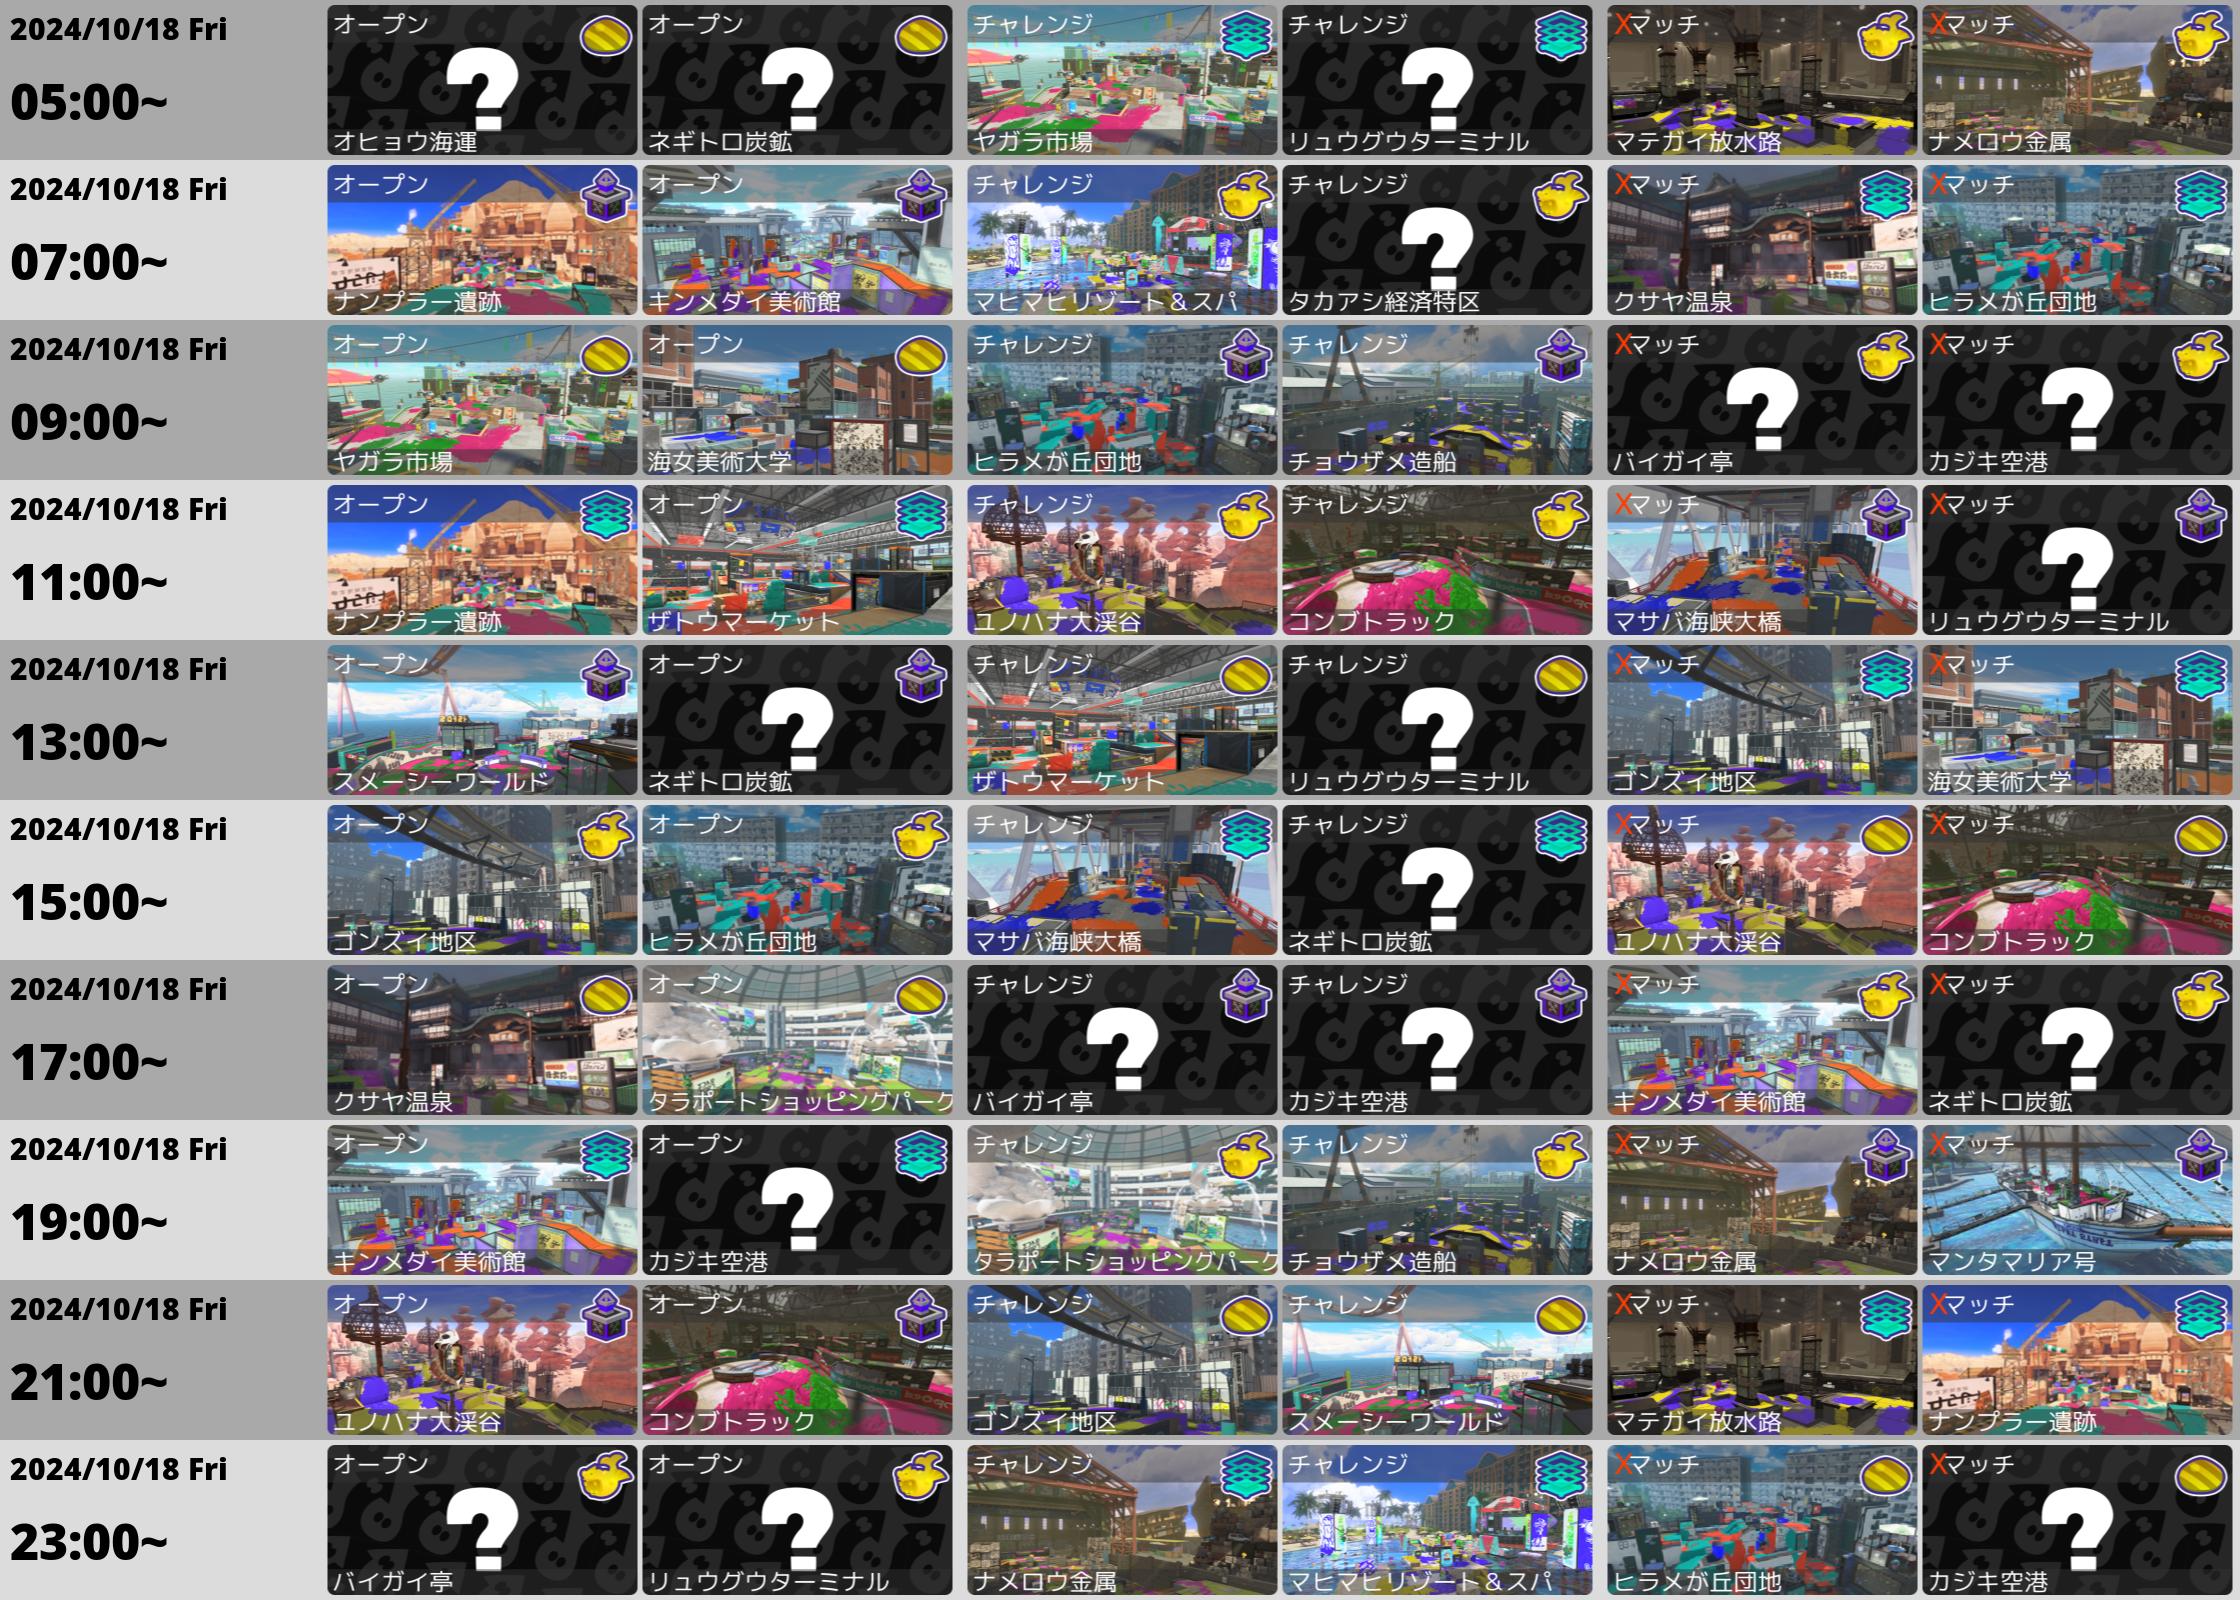 2024/10/18 Fri
05:00~
オープン
オヒョウ海運
オープン
ネギトロ炭鉱
チャレンジ
ヤガラ市場
チャレンジ
リュウグウターミナル
Xマッチ
マテガイ放水路
Xマッチ
ナメロウ金属
2024/10/18 Fri
07:00~
オープン
ナンプラー遺跡
オープン
キンメダイ美術館
チャレンジ
マヒマヒリゾート&スパ
チャレンジ
タカアシ経済特区
Xマッチ
クサヤ温泉
Xマッチ
ヒラメが丘団地
2024/10/18 Fri
09:00~
オープン
ヤガラ市場
オープン
海女美術大学
チャレンジ
ヒラメが丘団地
チャレンジ
チョウザメ造船
Xマッチ
バイガイ亭
Xマッチ
カジキ空港
2024/10/18 Fri
11:00~
オープン
ナンプラー遺跡
オープン
ザトウマーケット
チャレンジ
ユノハナ大渓谷
チャレンジ
コンブトラック
Xマッチ
マサバ海峡大橋
Xマッチ
リュウグウターミナル
2024/10/18 Fri
13:00~
オープン
スメーシーワールド
オープン
ネギトロ炭鉱
チャレンジ
ザトウマーケット
チャレンジ
リュウグウターミナル
Xマッチ
ゴンズイ地区
Xマッチ
海女美術大学
2024/10/18 Fri
15:00~
オープン
ゴンズイ地区
オープン
ヒラメが丘団地
チャレンジ
マサバ海峡大橋
チャレンジ
ネギトロ炭鉱
Xマッチ
ユノハナ大渓谷
Xマッチ
コンブトラック
2024/10/18 Fri
17:00~
オープン
クサヤ温泉
オープン
タラポートショッピングパーク
チャレンジ
バイガイ亭
チャレンジ
カジキ空港
Xマッチ
キンメダイ美術館
Xマッチ
ネギトロ炭鉱
2024/10/18 Fri
19:00~
オープン
キンメダイ美術館
オープン
カジキ空港
チャレンジ
タラポートショッピングパーク
チャレンジ
チョウザメ造船
Xマッチ
ナメロウ金属
Xマッチ
マンタマリア号
2024/10/18 Fri
21:00~
オープン
ユノハナ大渓谷
オープン
コンブトラック
チャレンジ
ゴンズイ地区
チャレンジ
スメーシーワールド
Xマッチ
マテガイ放水路
Xマッチ
ナンプラー遺跡
2024/10/18 Fri
23:00~
オープン
バイガイ亭
オープン
リュウグウターミナル
チャレンジ
ナメロウ金属
チャレンジ
マヒマヒリゾート&スパ
Xマッチ
ヒラメが丘団地
Xマッチ
カジキ空港